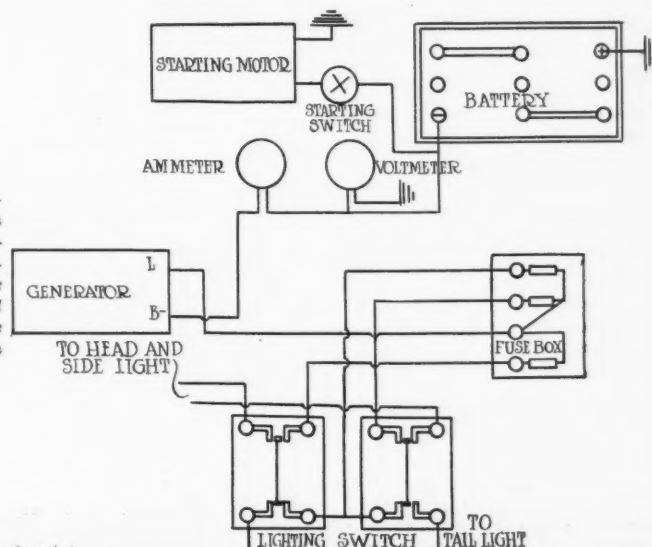 STARTING MOTOR
STARTING
SWITCH
BATTERY
AMMETER
VOLTMETER
L
GENERATOR
B-
TO HEAD AND
SIDE LIGHT
FUSE BOX
LIGHTING SWITCH
TO
TAIL LIGHT